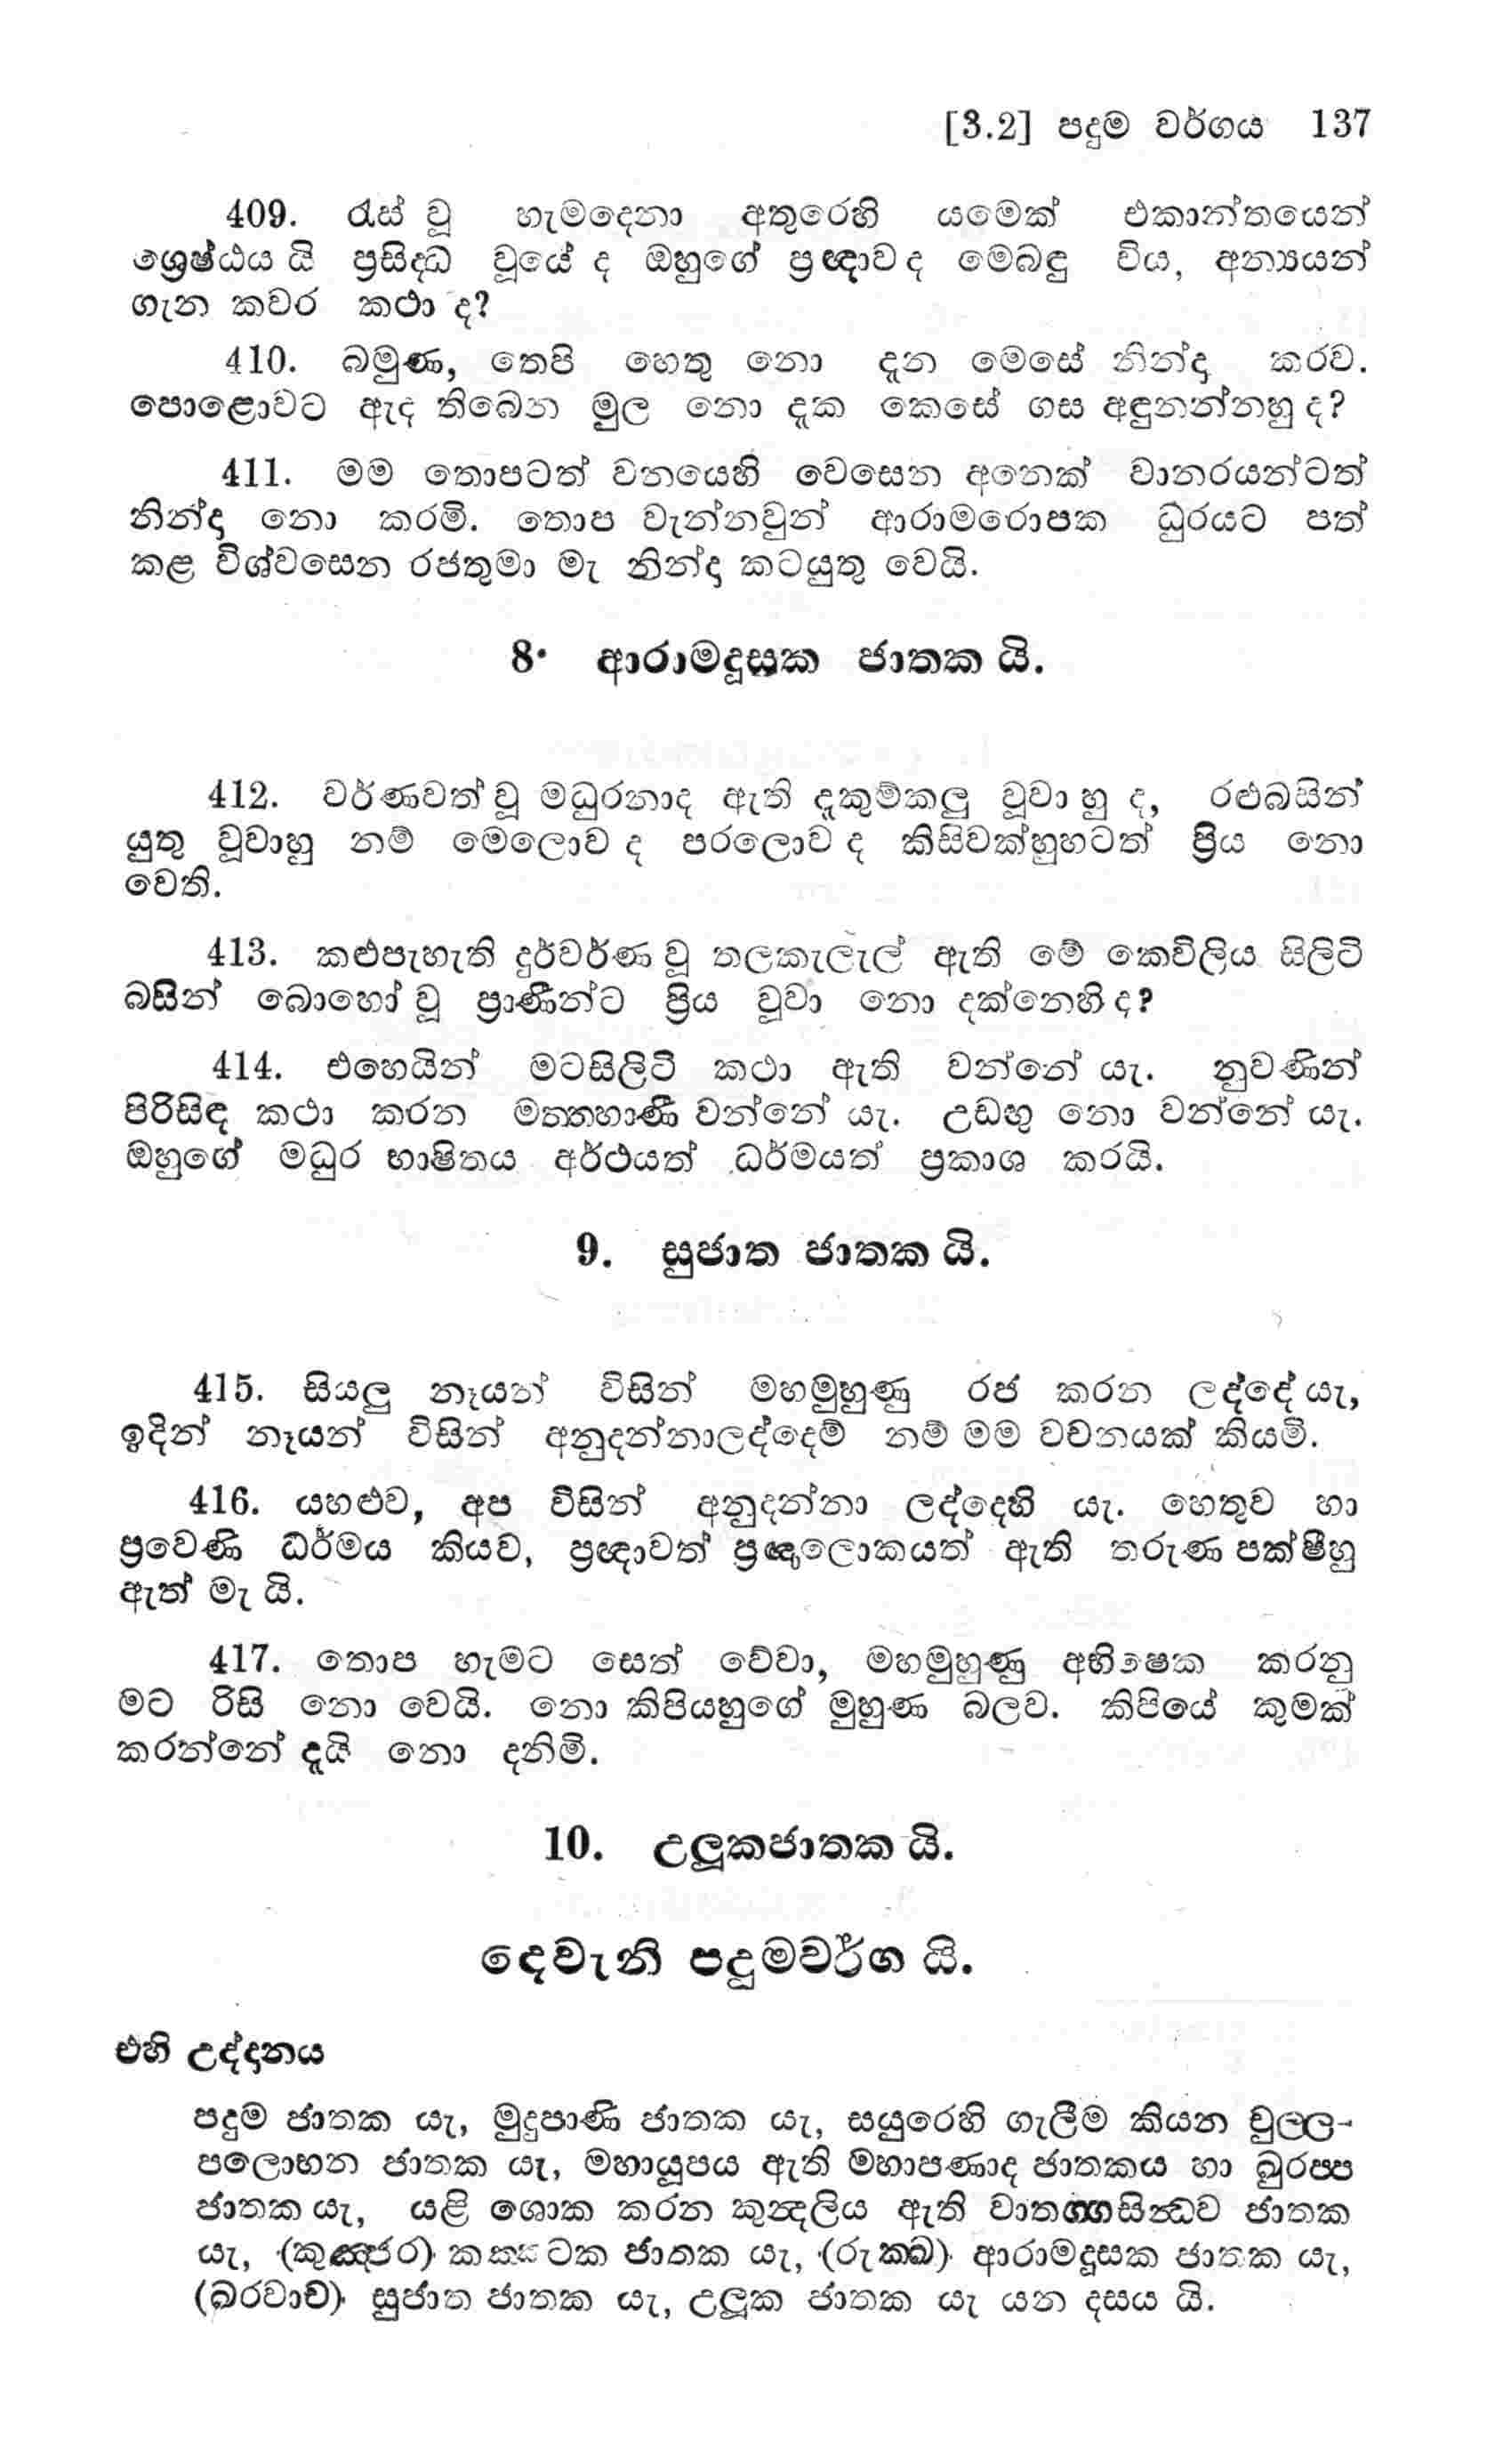 [3.2] පදුම වර්ගය 137
409. රැස් වූ හැමදෙනා අතුරෙහි යමෙක් එකාන්තයෙන්
ශ්‍රෙෂ්ඨය යි ප්‍රසිද්ධ වූයේ ද ඔහුගේ ප්‍රඥාව ද මෙබඳු විය, අන්‍යයන්
ගැන කවර කථා ද?
410. බමුණ, තෙපි හෙතු නො දැන මෙසේ නින්දා කරව.
පොළොවට ඇද තිබෙන මුල නො දැක කෙසේ ගස අඳුනන්නහු ද?
411. මම තොපටත් වනයෙහි වෙසෙන අනෙක් වානරයන්ටත්
නින්දා නො කරමි. තොප වැන්නවුන් ආරාමරොපක ධුරයට පත්
කළ විශ්වසෙන රජතුමා මැ නින්දා කටයුතු වෙයි.
8. ආරාමදූසක ජාතක යි.
412. වර්ණවත් වූ මධුරනාද ඇති දැකුම්කලු වූවා හු ද, රළුබසින්
යුතු වූවාහු නම් මෙලොව ද පරලොව ද කිසිවක්හුහටත් ප්‍රිය නො
වෙති.
413. කළුපැහැති දුර්වර්ණ වූ තලකැලැල් ඇති මේ කෙවිලිය සිලිටි
බසින් බොහෝ වූ ප්‍රාණීන්ට ප්‍රිය වූවා නො දක්නෙහි ද?
414. එහෙයින් මටසිලිටි කථා ඇති වන්නේ යැ. නුවණින්
පිරිසිඳ කථා කරන මත්තභාණී වන්නේ යැ. උඩඟු නො වන්නේ යැ.
ඔහුගේ මධුර භාෂිතය අර්ථයත් ධර්මයත් ප්‍රකාශ කරයි.
9. සුජාත ජාතක යි.
415. සියලු නෑයන් විසින් මහමුහුණු රජ කරන ලද්දේ යැ,
ඉදින් නෑයන් විසින් අනුදන්නාලද්දෙම් නම් මම වචනයක් කියමි.
416. යහළුව, අප විසින් අනුදන්නා ලද්දෙහි යැ. හෙතුව හා
ප්‍රවෙණි ධර්මය කියව, ප්‍රඥාවත් ප්‍රඥාලොකයත් ඇති තරුණ පක්ෂීහු
ඇත් මැ යි.
417. තොප හැමට සෙත් වේවා, මහමුහුණු අභිෂෙක කරනු
මට රිසි නො වෙයි. නො කිපියහුගේ මුහුණ බලව. කිපියේ කුමක්
කරන්නේ දැයි නො දනිමි.
10. උලූකජාතක යි.
දෙවැනි පදුමවර්ග යි.
එහි උද්දානය
පදුම ජාතක යැ, මුදුපාණි ජාතක යැ, සයුරෙහි ගැලීම කියන චුල්ල-
පලොභන ජාතක යැ, මහායූපය ඇති මහාපණාද ජාතකය හා ඛුරප්ප
ජාතක යැ, යළි ශොක කරන කුන්දලිය ඇති වාතග්ගසින්ධව ජාතක
යැ, (කුඤ්ජර) කක්කටක ජාතක යැ, (රුක්ඛ) ආරාමදූසක ජාතක යැ,
(ඛරවාච) සුජාත ජාතක යැ, උලූක ජාතක යැ යන දසය යි.